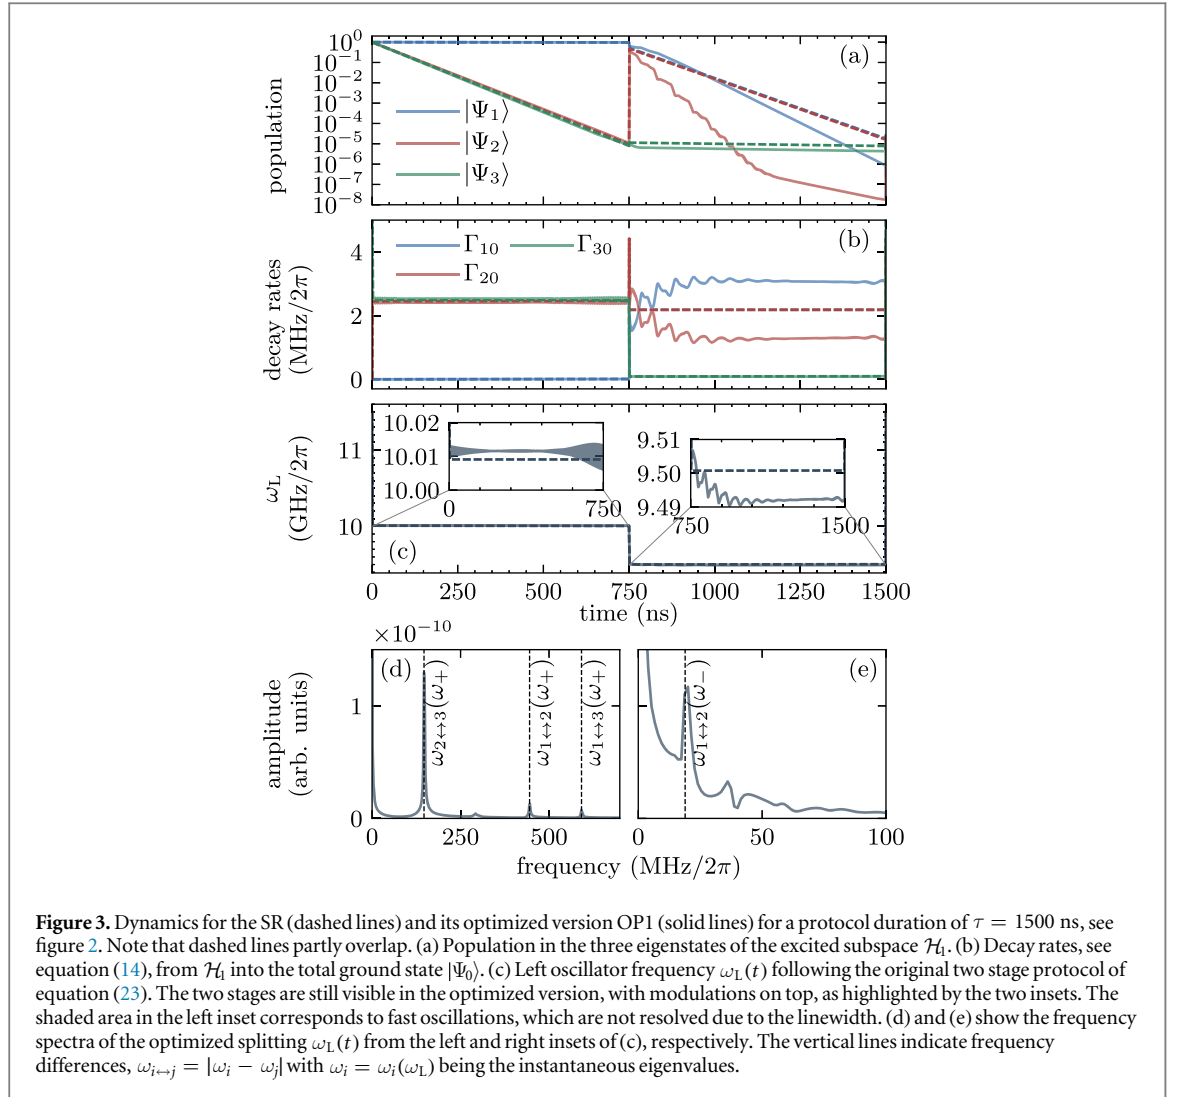 10⁰
10⁻¹
10⁻²
10⁻³
10⁻⁴
10⁻⁵
10⁻⁶
10⁻⁷
10⁻⁸
population
(a)
|Ψ₁⟩
|Ψ₂⟩
|Ψ₃⟩
4
2
0
decay rates
(MHz/2π)
(b)
Γ₁₀ Γ₃₀
Γ₂₀
11
10
ω_L
(GHz/2π)
(c)
10.02
10.01
10.00
0 750
9.51
9.50
9.49
750 1500
0 250 500 750 1000 1250 1500
time (ns)
×10⁻¹⁰
1
0
amplitude
(arb. units)
(d)
ω₂↔₃(ω₊)
ω₁↔₂(ω₊)
ω₁↔₃(ω₊)
0 250 500
(e)
ω₁↔₂(ω₋)
0 50 100
frequency (MHz/2π)
Figure 3. Dynamics for the SR (dashed lines) and its optimized version OP1 (solid lines) for a protocol duration of τ = 1500 ns, see
figure 2. Note that dashed lines partly overlap. (a) Population in the three eigenstates of the excited subspace ℋ₁. (b) Decay rates, see
equation (14), from ℋ₁ into the total ground state |Ψ₀⟩. (c) Left oscillator frequency ω_L(t) following the original two stage protocol of
equation (23). The two stages are still visible in the optimized version, with modulations on top, as highlighted by the two insets. The
shaded area in the left inset corresponds to fast oscillations, which are not resolved due to the linewidth. (d) and (e) show the frequency
spectra of the optimized splitting ω_L(t) from the left and right insets of (c), respectively. The vertical lines indicate frequency
differences, ω_{i↔j} = |ω_i − ω_j| with ω_i = ω_i(ω_L) being the instantaneous eigenvalues.